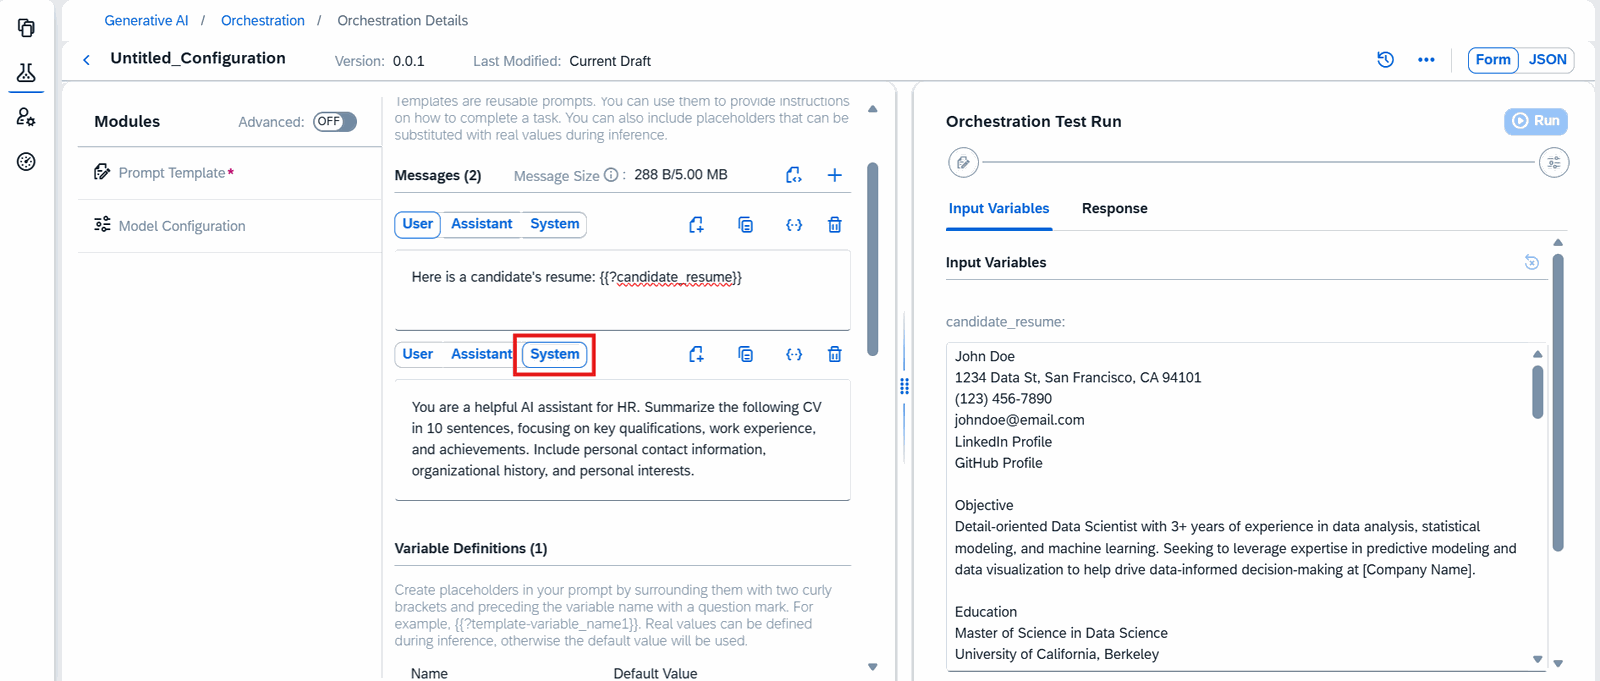 Generative AI / Orchestration / Orchestration Details
Untitled_Configuration Version: 0.0.1 Last Modified: Current Draft Form JSON
Modules Advanced: OFF
Prompt Template*
Model Configuration
Templates are reusable prompts. You can use them to provide instructions
on how to complete a task. You can also include placeholders that can be
substituted with real values during inference.
Messages (2) Message Size : 288 B/5.00 MB
User Assistant System
Here is a candidate's resume: {{?candidate_resume}}
User Assistant System
You are a helpful AI assistant for HR. Summarize the following CV
in 10 sentences, focusing on key qualifications, work experience,
and achievements. Include personal contact information,
organizational history, and personal interests.
Variable Definitions (1)
Create placeholders in your prompt by surrounding them with two curly
brackets and preceding the variable name with a question mark. For
example, {{?template-variable_name1}}. Real values can be defined
during inference, otherwise the default value will be used.
Name Default Value
Orchestration Test Run Run
Input Variables Response
Input Variables
candidate_resume:
John Doe
1234 Data St, San Francisco, CA 94101
(123) 456-7890
johndoe@email.com
LinkedIn Profile
GitHub Profile
Objective
Detail-oriented Data Scientist with 3+ years of experience in data analysis, statistical
modeling, and machine learning. Seeking to leverage expertise in predictive modeling and
data visualization to help drive data-informed decision-making at [Company Name].
Education
Master of Science in Data Science
University of California, Berkeley